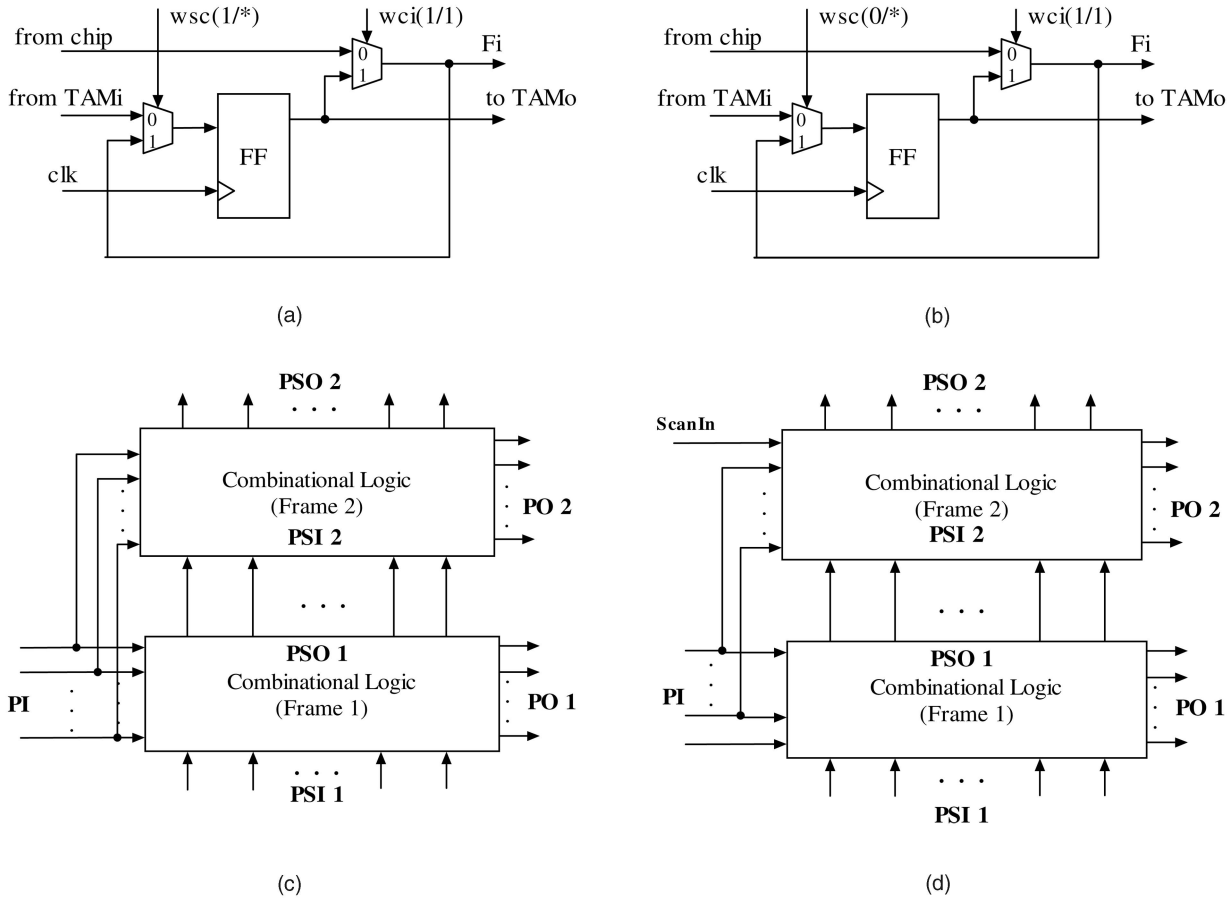 wsc(1/*)
wci(1/1)
from chip
0
1
Fi
from TAMi
0
1
to TAMo
FF
clk
(a)
wsc(0/*)
wci(1/1)
from chip
0
1
Fi
from TAMi
0
1
to TAMo
FF
clk
(b)
PSO 2
. . .
Combinational Logic
(Frame 2)
PSI 2
PO 2
. . .
PSO 1
Combinational Logic
(Frame 1)
PI
PO 1
. . .
PSI 1
(c)
PSO 2
. . .
ScanIn
Combinational Logic
(Frame 2)
PSI 2
PO 2
. . .
PSO 1
Combinational Logic
(Frame 1)
PI
PO 1
. . .
PSI 1
(d)